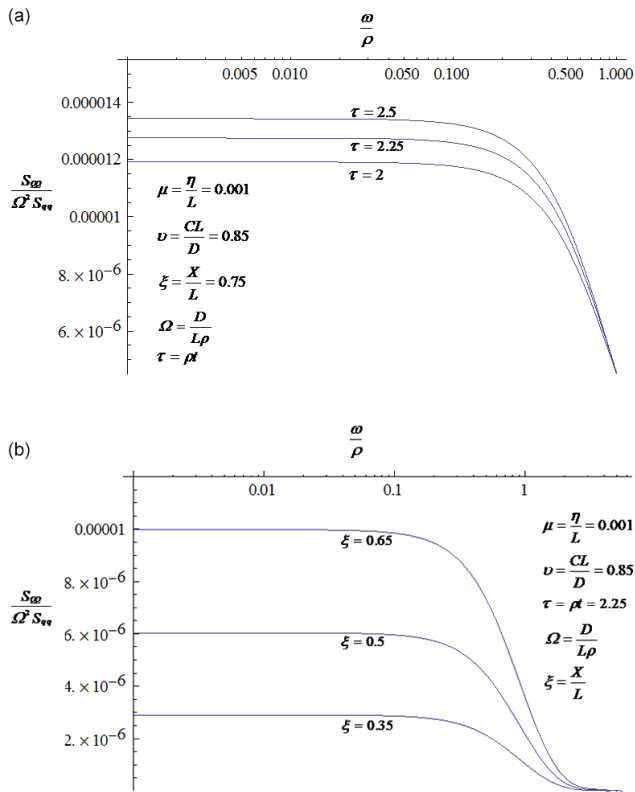 (a)
ω/ρ
0.005 0.010 0.050 0.100 0.500 1.000
0.000014
τ = 2.5
τ = 2.25
0.000012
τ = 2
S_QQ/Ω² S_qq
μ = η/L = 0.001
0.00001
υ = CL/D = 0.85
8. × 10⁻⁶
ξ = X/L = 0.75
Ω = D/Lρ
6. × 10⁻⁶
τ = ρt
(b)
ω/ρ
0.01 0.1 1
0.00001
ξ = 0.65
μ = η/L = 0.001
8. × 10⁻⁶
υ = CL/D = 0.85
S_QQ/Ω² S_qq
τ = ρt = 2.25
6. × 10⁻⁶
ξ = 0.5
Ω = D/Lρ
4. × 10⁻⁶
ξ = X/L
ξ = 0.35
2. × 10⁻⁶